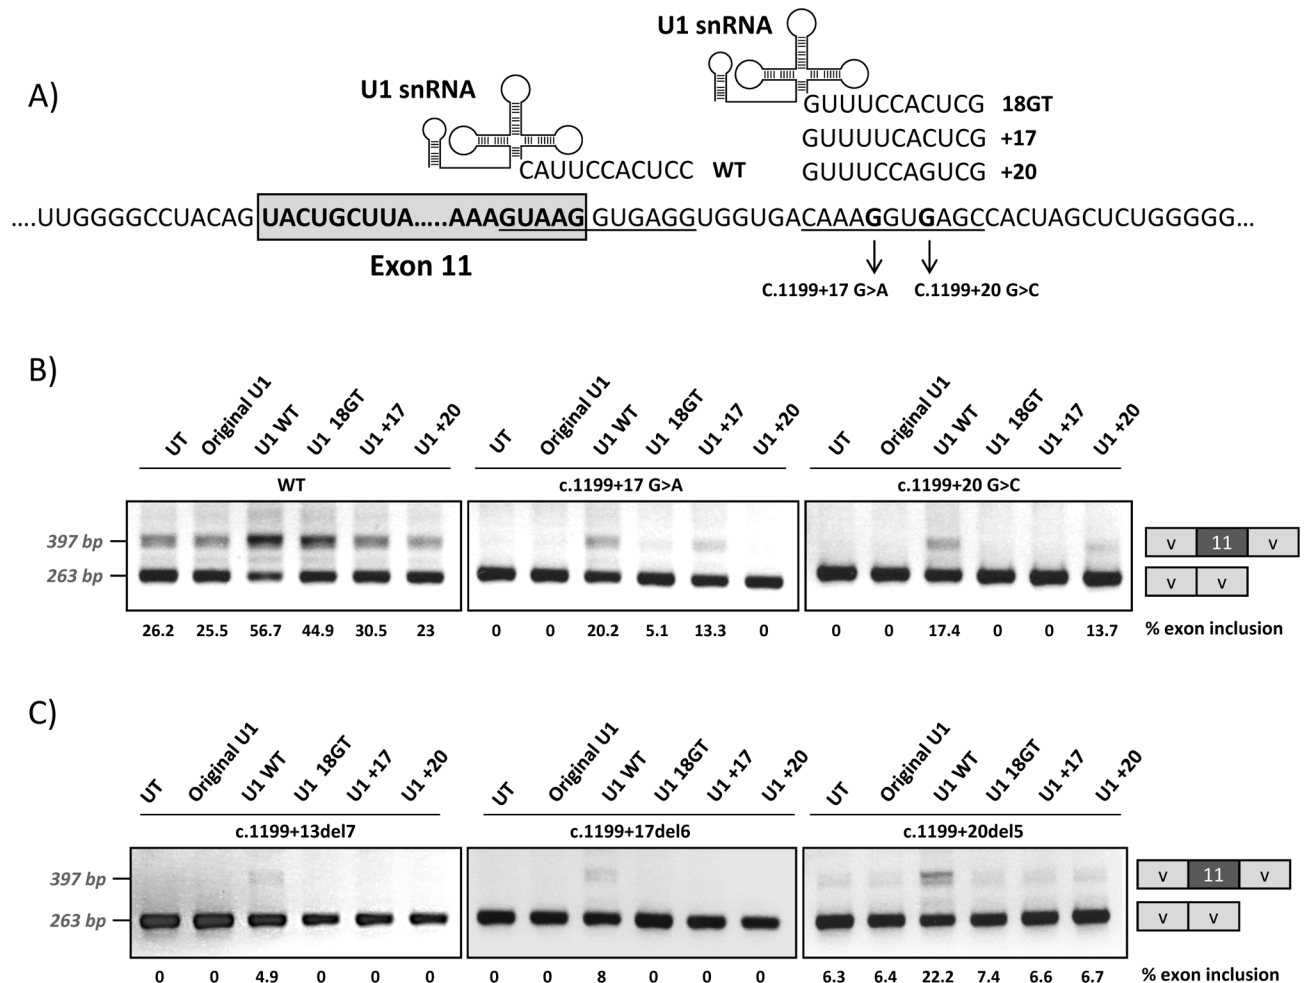 A)
U1 snRNA
U1 snRNA
GUUUCCACUCG 18GT
GUUUUCACUCG +17
CAUUCCACUCC WT
GUUUCCAGUCG +20
....UUGGGGCCUACAG UACUGCUUA.....AAAGUAAG GUGAGGUGGUGACAAAGGUGAGCCACUAGCUCUGGGGG...
Exon 11
C.1199+17 G>A
C.1199+20 G>C
B)
UT Original U1 U1 WT U1 18GT U1 +17 U1 +20
UT Original U1 U1 WT U1 18GT U1 +17 U1 +20
UT Original U1 U1 WT U1 18GT U1 +17 U1 +20
WT
c.1199+17 G>A
c.1199+20 G>C
397 bp
v 11 v
263 bp
v v
26.2 25.5 56.7 44.9 30.5 23
0 0 20.2 5.1 13.3 0
0 0 17.4 0 0 13.7
% exon inclusion
C)
UT Original U1 U1 WT U1 18GT U1 +17 U1 +20
UT Original U1 U1 WT U1 18GT U1 +17 U1 +20
UT Original U1 U1 WT U1 18GT U1 +17 U1 +20
c.1199+13del7
c.1199+17del6
c.1199+20del5
397 bp
v 11 v
263 bp
v v
0 0 4.9 0 0 0
0 0 8 0 0 0
6.3 6.4 22.2 7.4 6.6 6.7
% exon inclusion